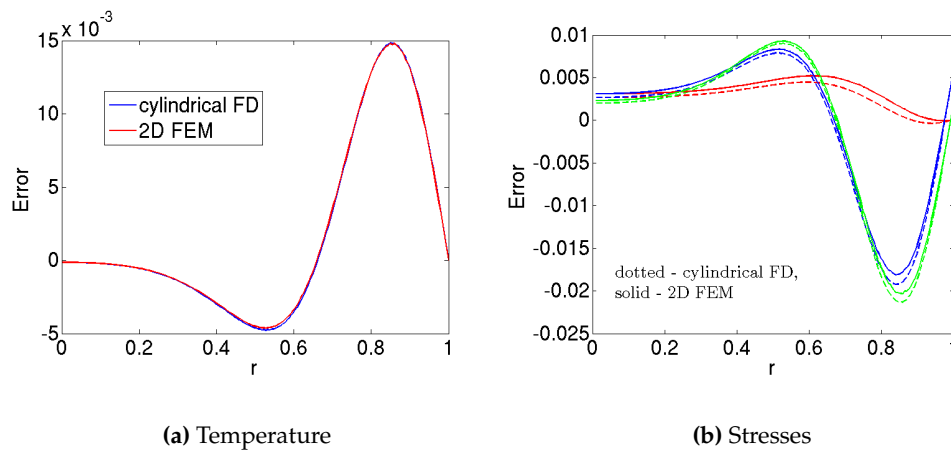 x 10^-3
15
10
5
0
-5
0 0.2 0.4 0.6 0.8 1
Error
r
cylindrical FD
2D FEM
(a) Temperature
0.01
0.005
0
-0.005
-0.01
-0.015
-0.02
-0.025
0 0.2 0.4 0.6 0.8 1
Error
r
dotted - cylindrical FD,
solid - 2D FEM
(b) Stresses